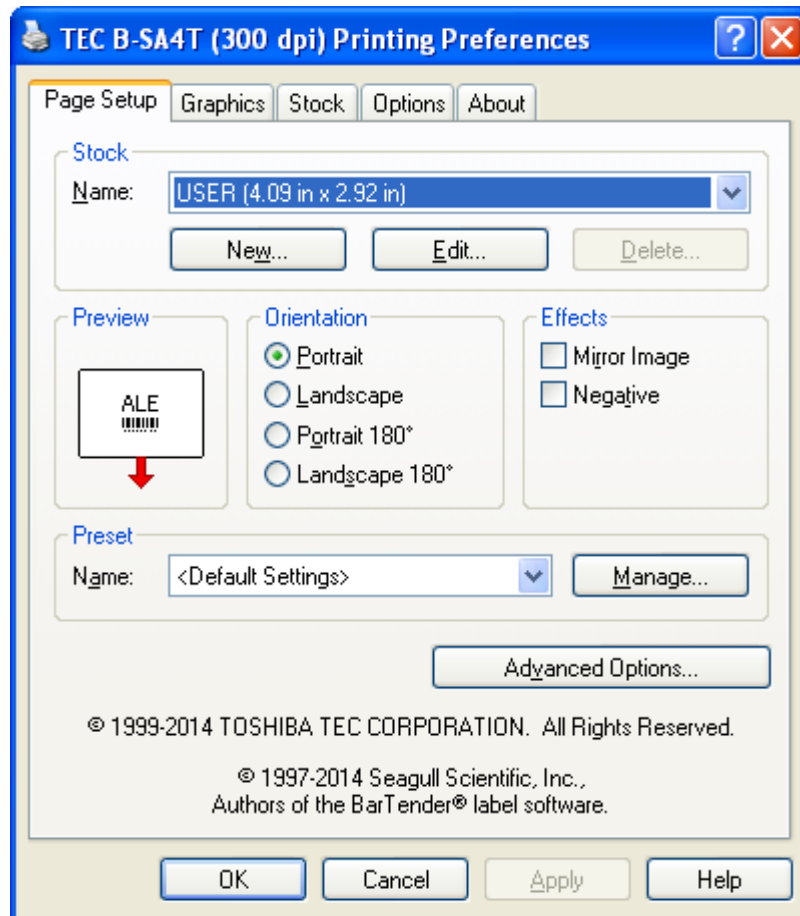 TEC B-SA4T (300 dpi) Printing Preferences
Page Setup Graphics Stock Options About
Stock
Name: USER (4.09 in x 2.92 in)
New... Edit... Delete...
Preview Orientation Effects
Portrait Mirror Image
Landscape Negative
ALE
Portrait 180°
Landscape 180°
Preset
Name: <Default Settings> Manage...
Advanced Options...
© 1999-2014 TOSHIBA TEC CORPORATION. All Rights Reserved.
© 1997-2014 Seagull Scientific, Inc.,
Authors of the BarTender® label software.
OK Cancel Apply Help